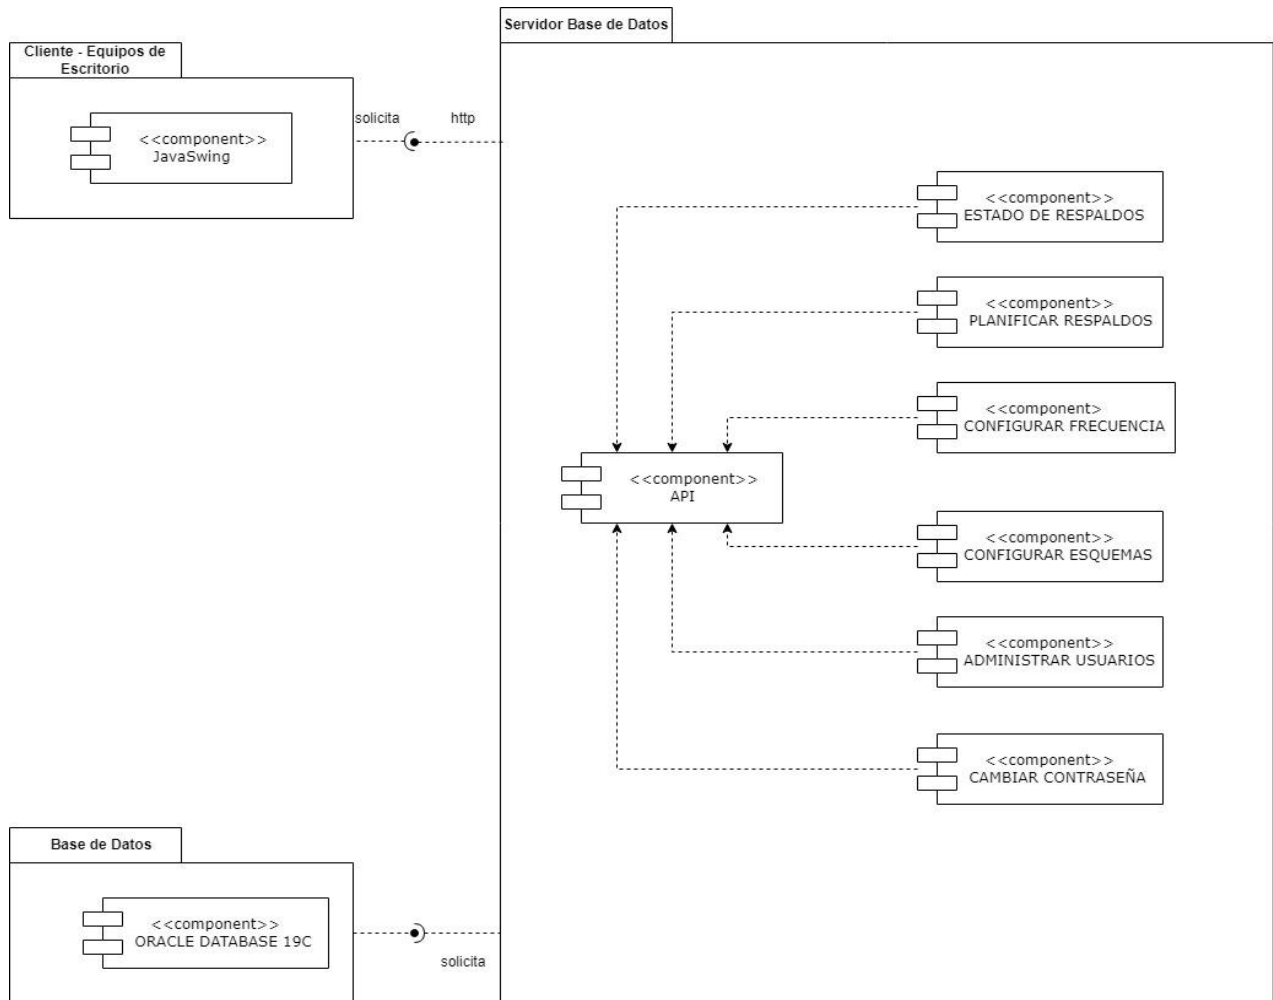 Servidor Base de Datos
Cliente - Equipos de
Escritorio
<<component>>
JavaSwing
solicita
http
<<component>>
ESTADO DE RESPALDOS
<<component>>
PLANIFICAR RESPALDOS
<<component>
CONFIGURAR FRECUENCIA
<<component>>
API
<<component>>
CONFIGURAR ESQUEMAS
<<component>>
ADMINISTRAR USUARIOS
<<component>>
CAMBIAR CONTRASEÑA
Base de Datos
<<component>>
ORACLE DATABASE 19C
solicita